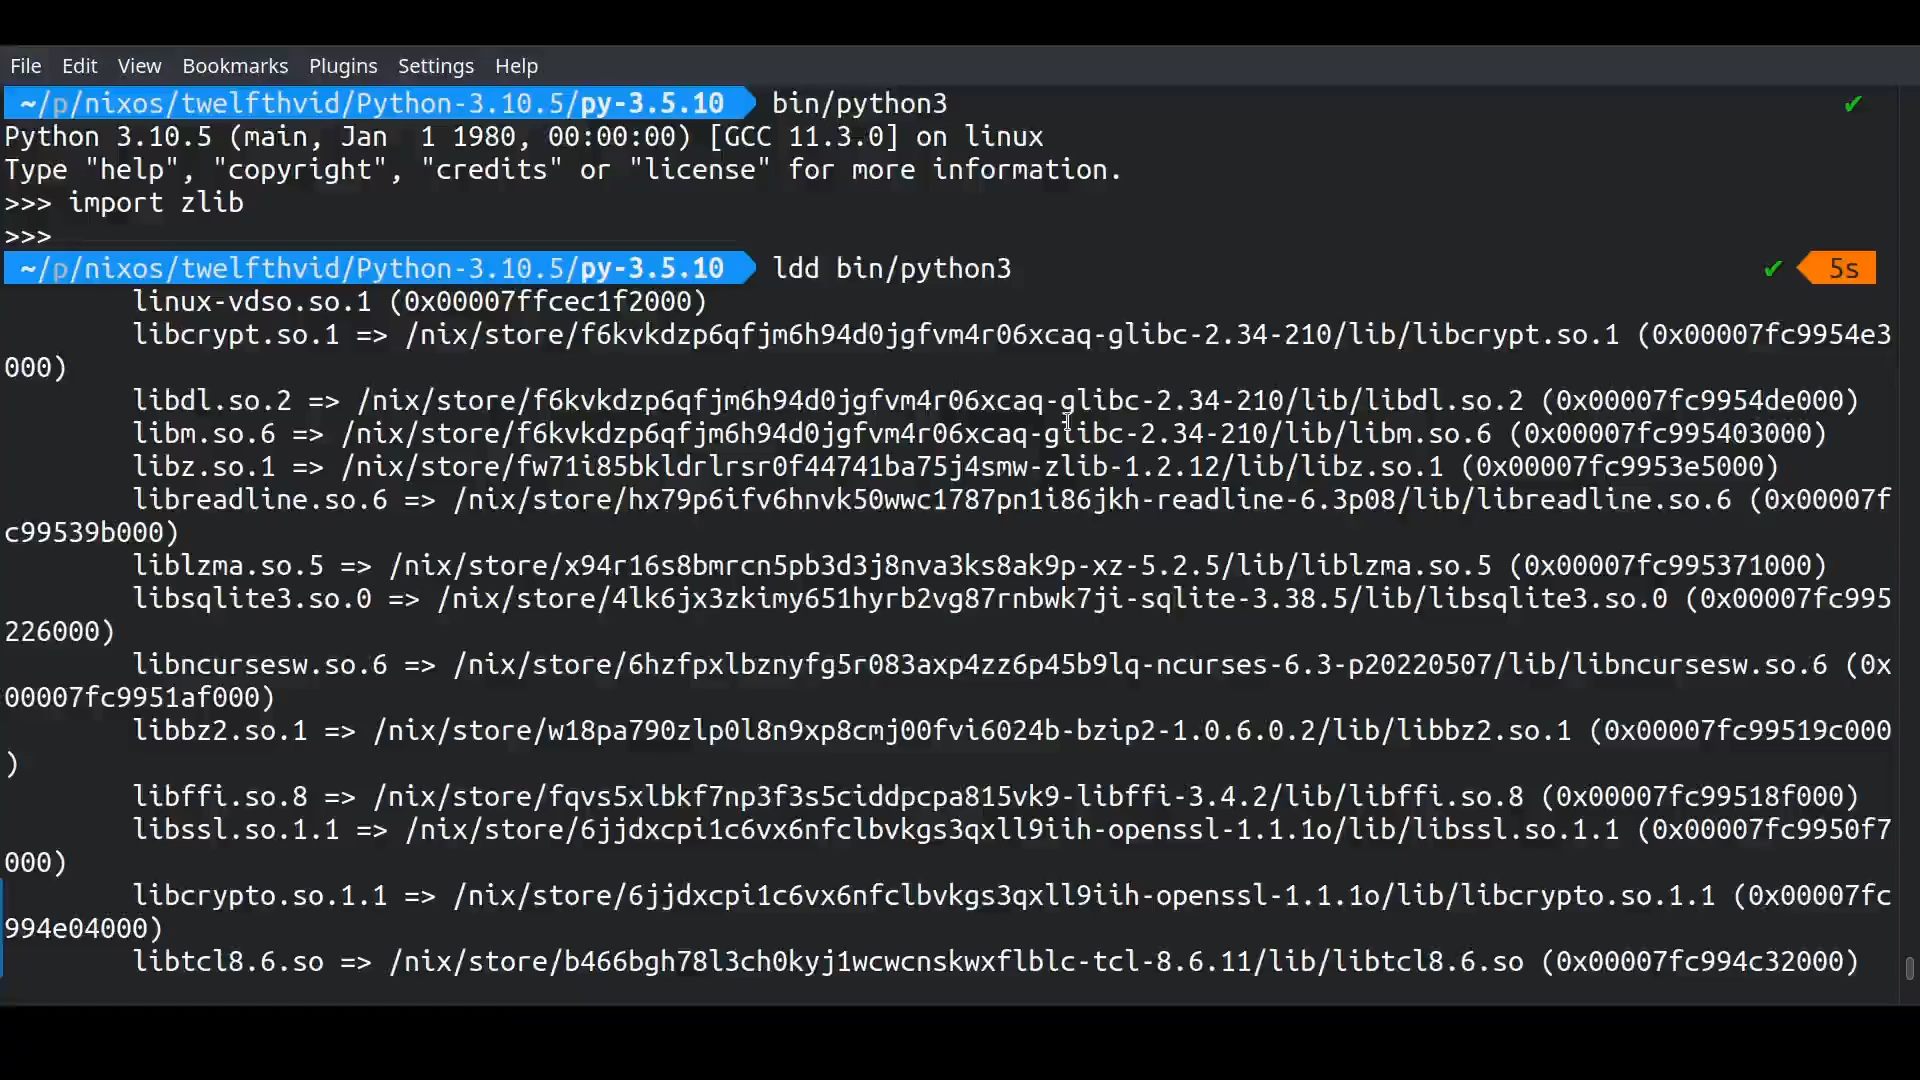 File Edit View Bookmarks Plugins Settings Help
~/p/nixos/twelfthvid/Python-3.10.5/py-3.5.10 bin/python3 ✔
Python 3.10.5 (main, Jan  1 1980, 00:00:00) [GCC 11.3.0] on linux
Type "help", "copyright", "credits" or "license" for more information.
>>> import zlib
>>>
~/p/nixos/twelfthvid/Python-3.10.5/py-3.5.10 ldd bin/python3 ✔ 5s
linux-vdso.so.1 (0x00007ffcec1f2000)
libcrypt.so.1 => /nix/store/f6kvkdzp6qfjm6h94d0jgfvm4r06xcaq-glibc-2.34-210/lib/libcrypt.so.1 (0x00007fc9954e3
000)
libdl.so.2 => /nix/store/f6kvkdzp6qfjm6h94d0jgfvm4r06xcaq-glibc-2.34-210/lib/libdl.so.2 (0x00007fc9954de000)
libm.so.6 => /nix/store/f6kvkdzp6qfjm6h94d0jgfvm4r06xcaq-glibc-2.34-210/lib/libm.so.6 (0x00007fc995403000)
libz.so.1 => /nix/store/fw71i85bkldrlrsr0f44741ba75j4smw-zlib-1.2.12/lib/libz.so.1 (0x00007fc9953e5000)
libreadline.so.6 => /nix/store/hx79p6ifv6hnvk50wwc1787pn1i86jkh-readline-6.3p08/lib/libreadline.so.6 (0x00007f
c99539b000)
liblzma.so.5 => /nix/store/x94r16s8bmrcn5pb3d3j8nva3ks8ak9p-xz-5.2.5/lib/liblzma.so.5 (0x00007fc995371000)
libsqlite3.so.0 => /nix/store/4lk6jx3zkimy651hyrb2vg87rnbwk7ji-sqlite-3.38.5/lib/libsqlite3.so.0 (0x00007fc995
226000)
libncursesw.so.6 => /nix/store/6hzfpxlbznyfg5r083axp4zz6p45b9lq-ncurses-6.3-p20220507/lib/libncursesw.so.6 (0x
00007fc9951af000)
libbz2.so.1 => /nix/store/w18pa790zlp0l8n9xp8cmj00fvi6024b-bzip2-1.0.6.0.2/lib/libbz2.so.1 (0x00007fc99519c000
)
libffi.so.8 => /nix/store/fqvs5xlbkf7np3f3s5ciddpcpa815vk9-libffi-3.4.2/lib/libffi.so.8 (0x00007fc99518f000)
libssl.so.1.1 => /nix/store/6jjdxcpi1c6vx6nfclbvkgs3qxll9iih-openssl-1.1.1o/lib/libssl.so.1.1 (0x00007fc9950f7
000)
libcrypto.so.1.1 => /nix/store/6jjdxcpi1c6vx6nfclbvkgs3qxll9iih-openssl-1.1.1o/lib/libcrypto.so.1.1 (0x00007fc
994e04000)
libtcl8.6.so => /nix/store/b466bgh78l3ch0kyj1wcwcnskwxflblc-tcl-8.6.11/lib/libtcl8.6.so (0x00007fc994c32000)